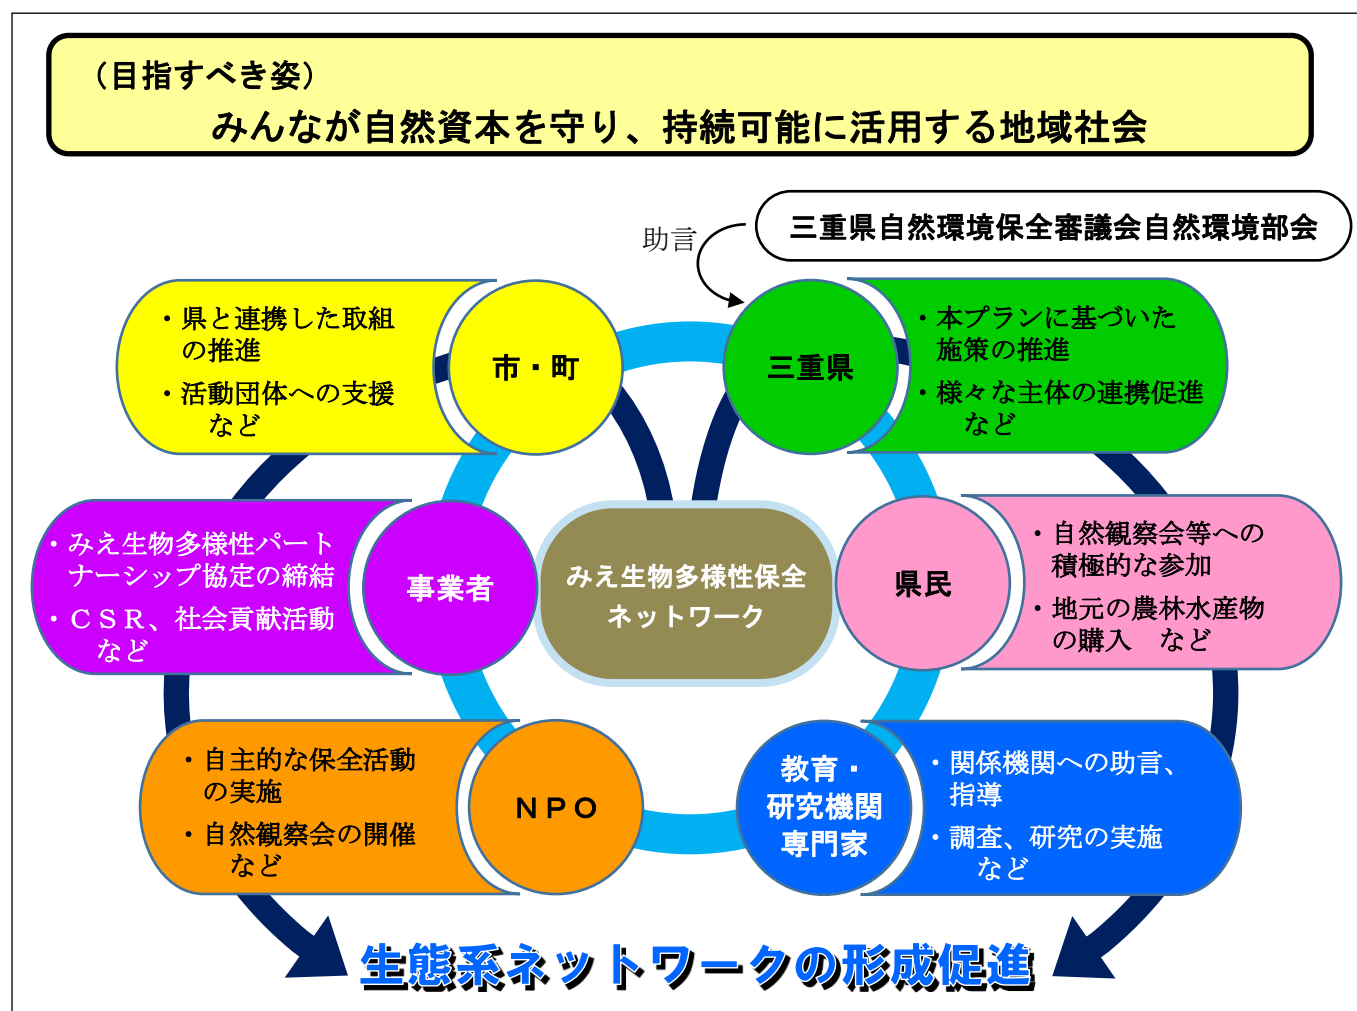 （目指すべき姿）
みんなが自然資本を守り、持続可能に活用する地域社会
三重県自然環境保全審議会自然環境部会
助言
・県と連携した取組
の推進
・活動団体への支援
など
市・町
三重県
・本プランに基づいた
施策の推進
・様々な主体の連携促進
など
・みえ生物多様性パート
ナーシップ協定の締結
・ＣＳＲ、社会貢献活動
など
事業者
みえ生物多様性保全
ネットワーク
県民
・自然観察会等への
積極的な参加
・地元の農林水産物
の購入　など
・自主的な保全活動
の実施
・自然観察会の開催
など
ＮＰＯ
教育・
研究機関
専門家
・関係機関への助言、
指導
・調査、研究の実施
など
生態系ネットワークの形成促進